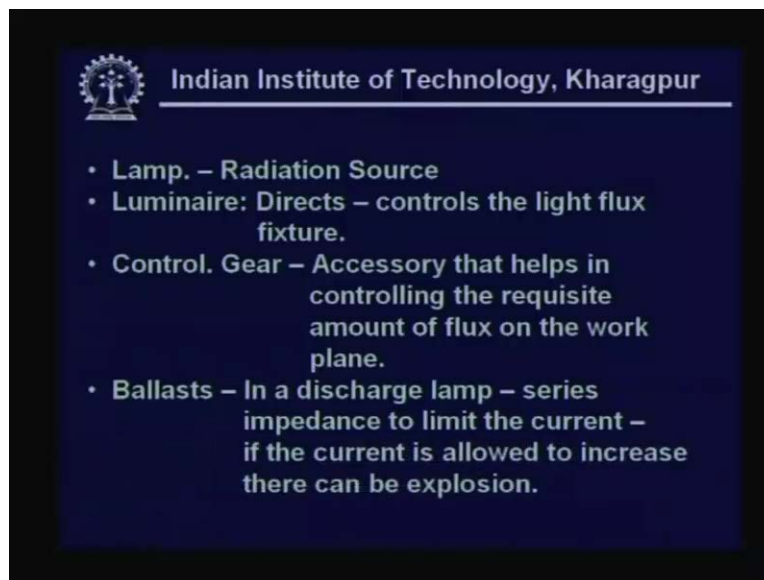 Indian Institute of Technology, Kharagpur
• Lamp. – Radiation Source
• Luminaire: Directs – controls the light flux
fixture.
• Control. Gear – Accessory that helps in
controlling the requisite
amount of flux on the work
plane.
• Ballasts – In a discharge lamp – series
impedance to limit the current –
if the current is allowed to increase
there can be explosion.